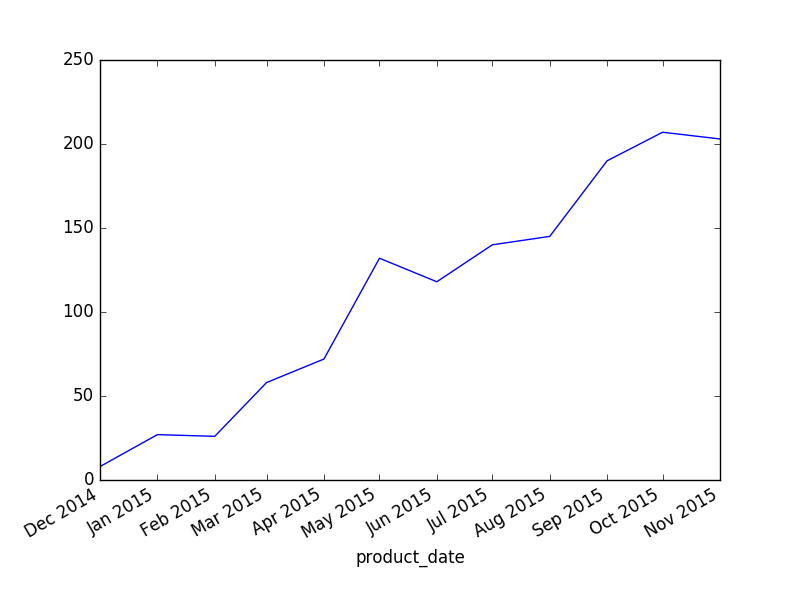 250
200
150
100
50
0
Dec 2014
Jan 2015
Feb 2015
Mar 2015
Apr 2015
May 2015
Jun 2015
Jul 2015
Aug 2015
Sep 2015
Oct 2015
Nov 2015
product_date